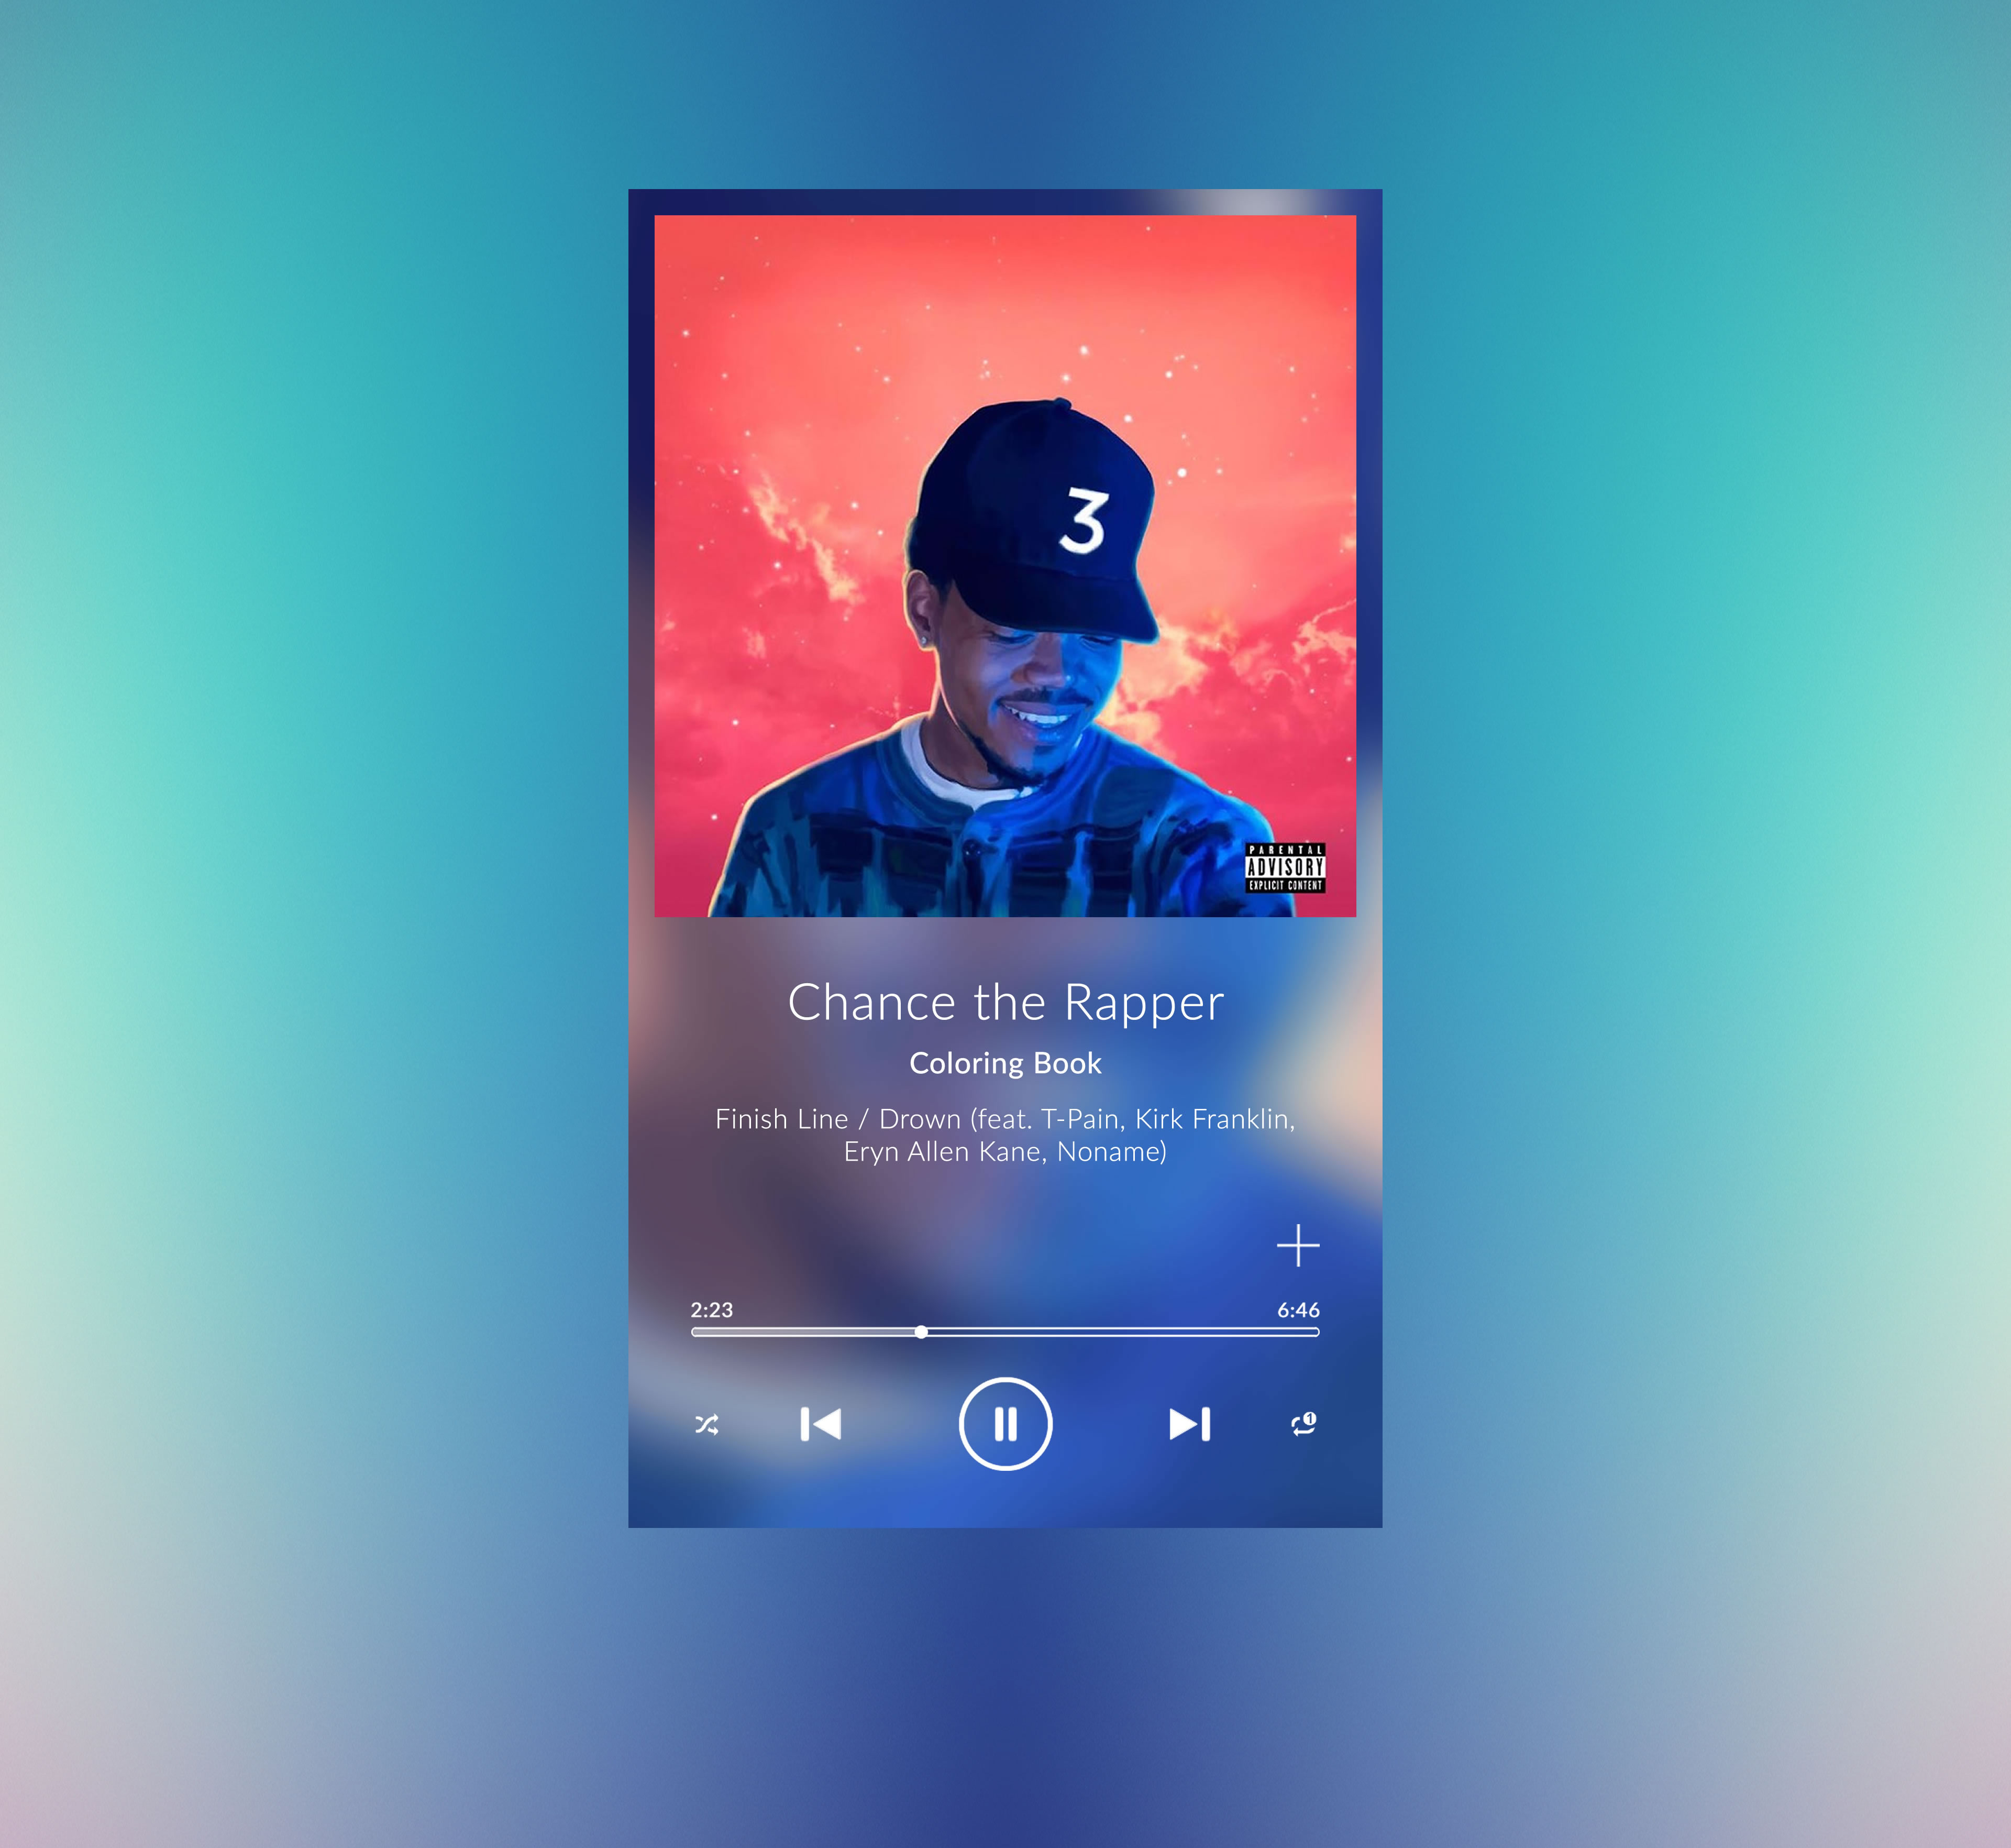 3
PARENTAL
ADVISORY
EXPLICIT CONTENT
Chance the Rapper
Coloring Book
Finish Line / Drown (feat. T-Pain, Kirk Franklin,
Eryn Allen Kane, Noname)
2:23 6:46
1